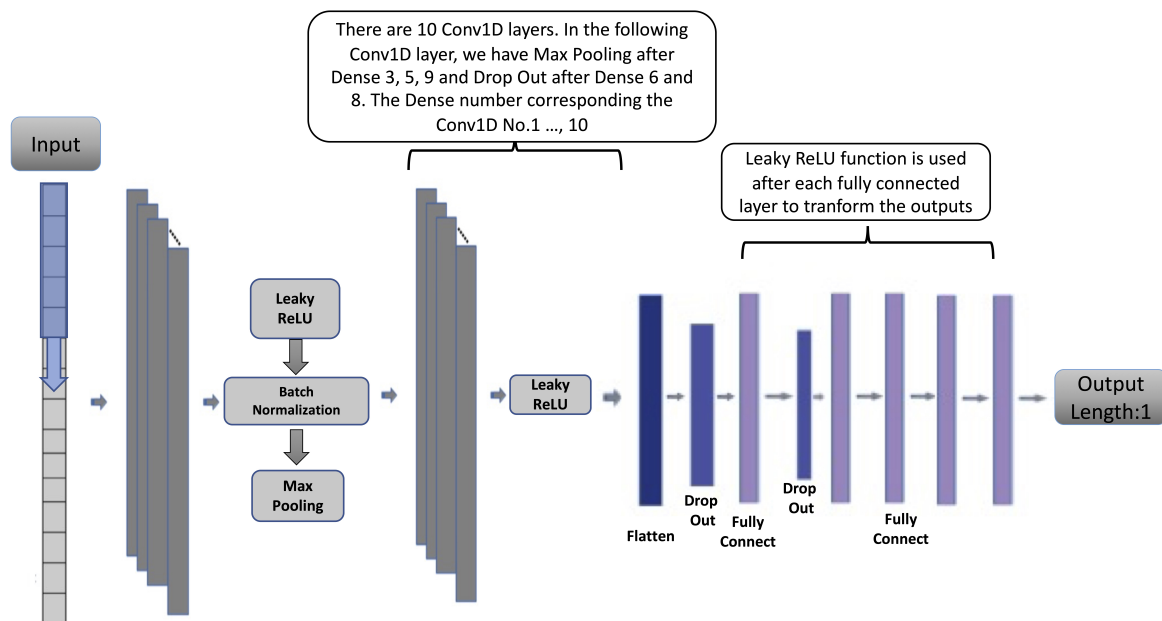 There are 10 Conv1D layers. In the following
Conv1D layer, we have Max Pooling after
Dense 3, 5, 9 and Drop Out after Dense 6 and
8. The Dense number corresponding the
Conv1D No.1 ..., 10
Input
Leaky ReLU function is used
after each fully connected
layer to tranform the outputs
Leaky
ReLU
Batch
Normalization
Max
Pooling
Leaky
ReLU
Flatten
Drop
Out
Fully
Connect
Drop
Out
Fully
Connect
Output
Length:1